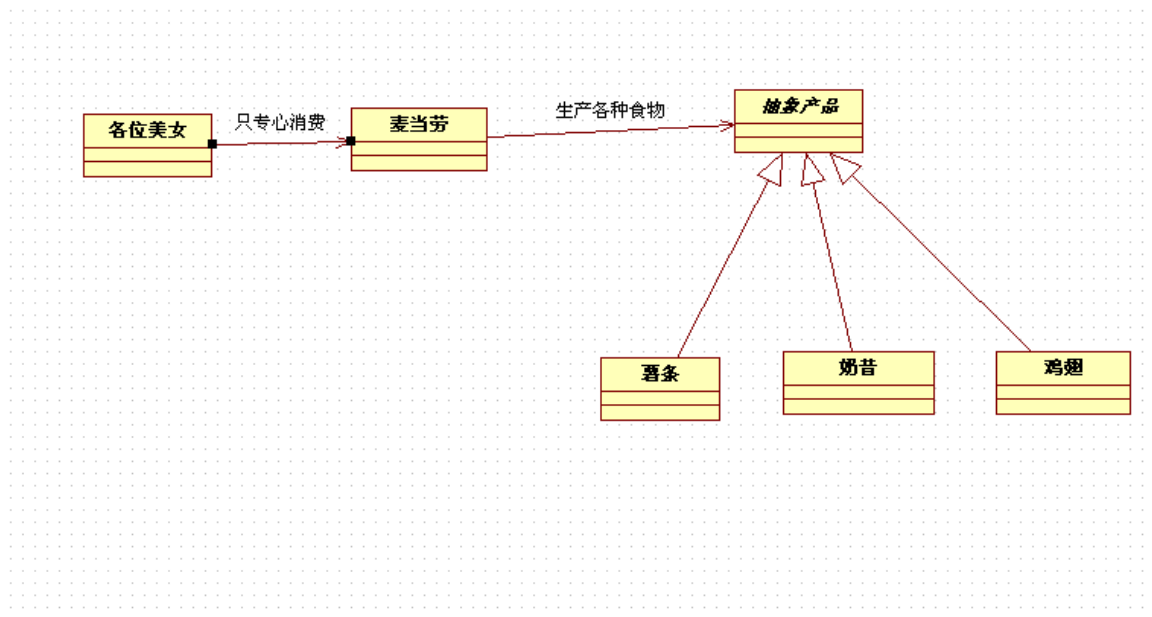 各位美女
只专心消费
麦当劳
生产各种食物
抽象产品
薯条
奶昔
鸡翅